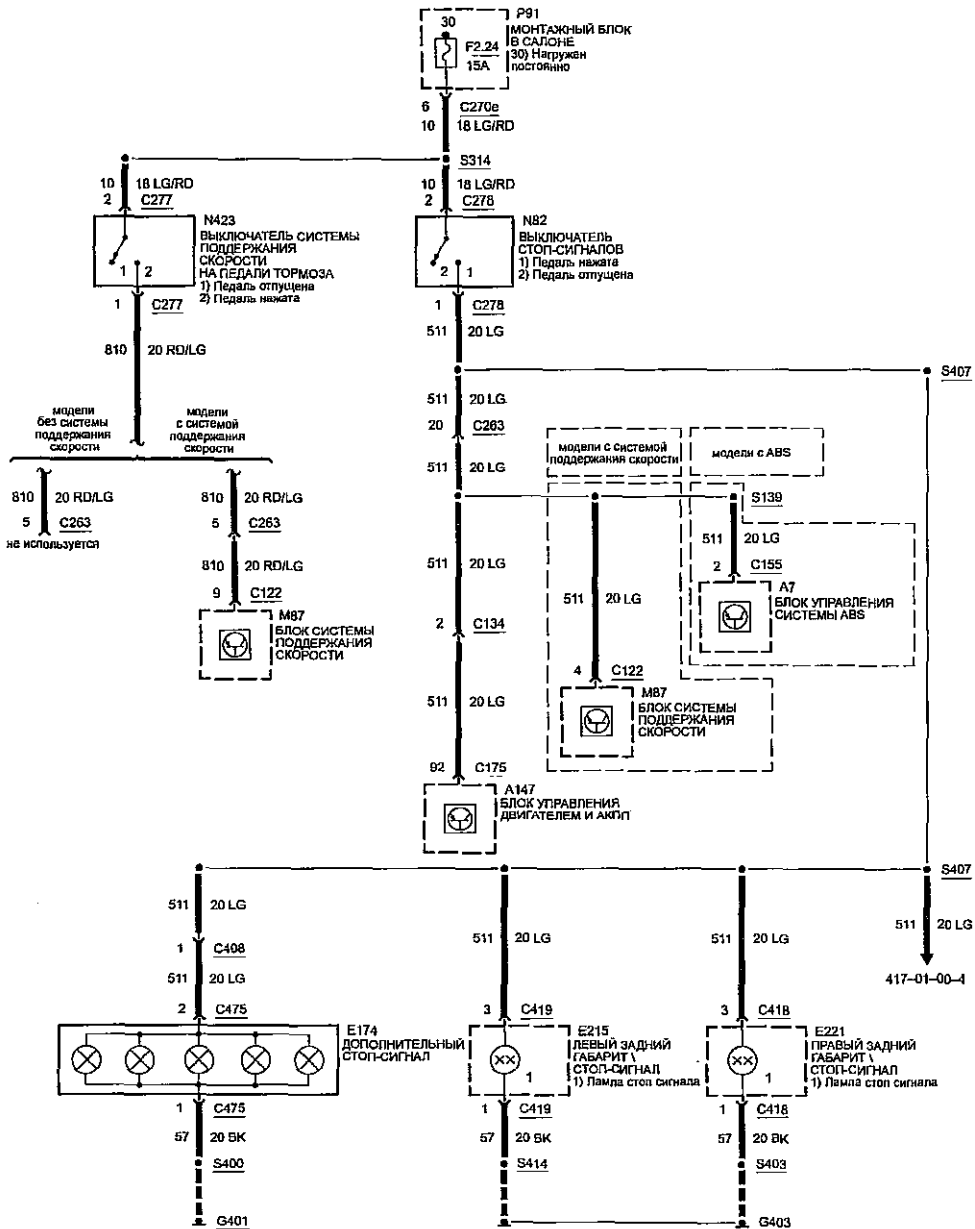 P91
МОНТАЖНЫЙ БЛОК
В САЛОНЕ
30) Нагружен
постоянно
30
F2.24
15A
6 C270e
10 18 LG/RD
S314
10 18 LG/RD
2 C277
10 18 LG/RD
2 C278
N423
ВЫКЛЮЧАТЕЛЬ СИСТЕМЫ
ПОДДЕРЖАНИЯ
СКОРОСТИ
НА ПЕДАЛИ ТОРМОЗА
1) Педаль отпущена
2) Педаль нажата
1 2
N82
ВЫКЛЮЧАТЕЛЬ
СТОП-СИГНАЛОВ
1) Педаль нажата
2) Педаль отпущена
2 1
1 C277
1 C278
511 20 LG
810 20 RD/LG
S407
модели
без системы
поддержания
скорости
модели
с системой
поддержания
скорости
511 20 LG
20 C263
511 20 LG
модели с системой
поддержания скорости
модели с ABS
810 20 RD/LG
5 C263
не используется
810 20 RD/LG
5 C263
810 20 RD/LG
9 C122
M87
БЛОК СИСТЕМЫ
ПОДДЕРЖАНИЯ
СКОРОСТИ
S139
511 20 LG
2 C155
A7
БЛОК УПРАВЛЕНИЯ
СИСТЕМЫ ABS
511 20 LG
2 C134
511 20 LG
4 C122
M87
БЛОК СИСТЕМЫ
ПОДДЕРЖАНИЯ
СКОРОСТИ
511 20 LG
92 C175
A147
БЛОК УПРАВЛЕНИЯ
ДВИГАТЕЛЕМ И АКПП
S407
511 20 LG
417-01-00-4
511 20 LG
1 C408
511 20 LG
2 C475
511 20 LG
3 C419
511 20 LG
3 C418
E174
ДОПОЛНИТЕЛЬНЫЙ
СТОП-СИГНАЛ
E215
ЛЕВЫЙ ЗАДНИЙ
ГАБАРИТ \
СТОП-СИГНАЛ
1) Лампа стоп сигнала
1
E221
ПРАВЫЙ ЗАДНИЙ
ГАБАРИТ \
СТОП-СИГНАЛ
1) Лампа стоп сигнала
1
1 C475
57 20 BK
S400
G401
1 C419
57 20 BK
S414
1 C418
57 20 BK
S403
G403